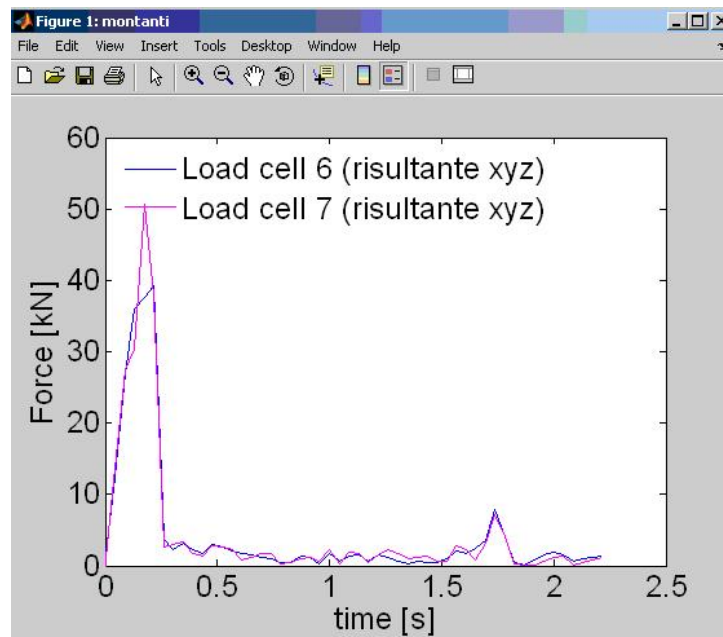 Figure 1: montanti
File Edit View Insert Tools Desktop Window Help
60
50
40
30
20
10
0
Force [kN]
Load cell 6 (risultante xyz)
Load cell 7 (risultante xyz)
0 0.5 1 1.5 2 2.5
time [s]